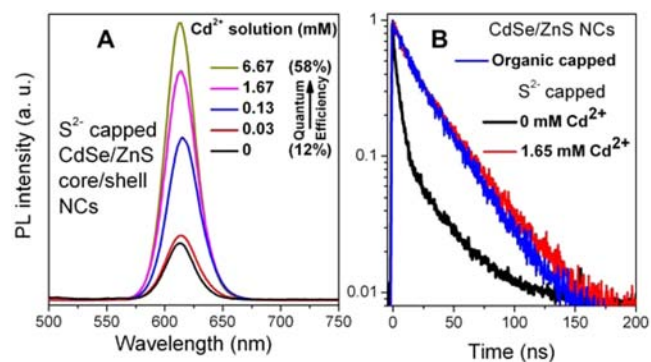 A
Cd2+ solution (mM)
6.67 (58%)
1.67
0.13
0.03
0 (12%)
Quantum
Efficiency
S2- capped
CdSe/ZnS
core/shell
NCs
PL intensity (a. u.)
500 550 600 650 700 750
Wavelength (nm)
B
CdSe/ZnS NCs
Organic capped
S2- capped
0 mM Cd2+
1.65 mM Cd2+
1
0.1
0.01
0 50 100 150 200
Time (ns)